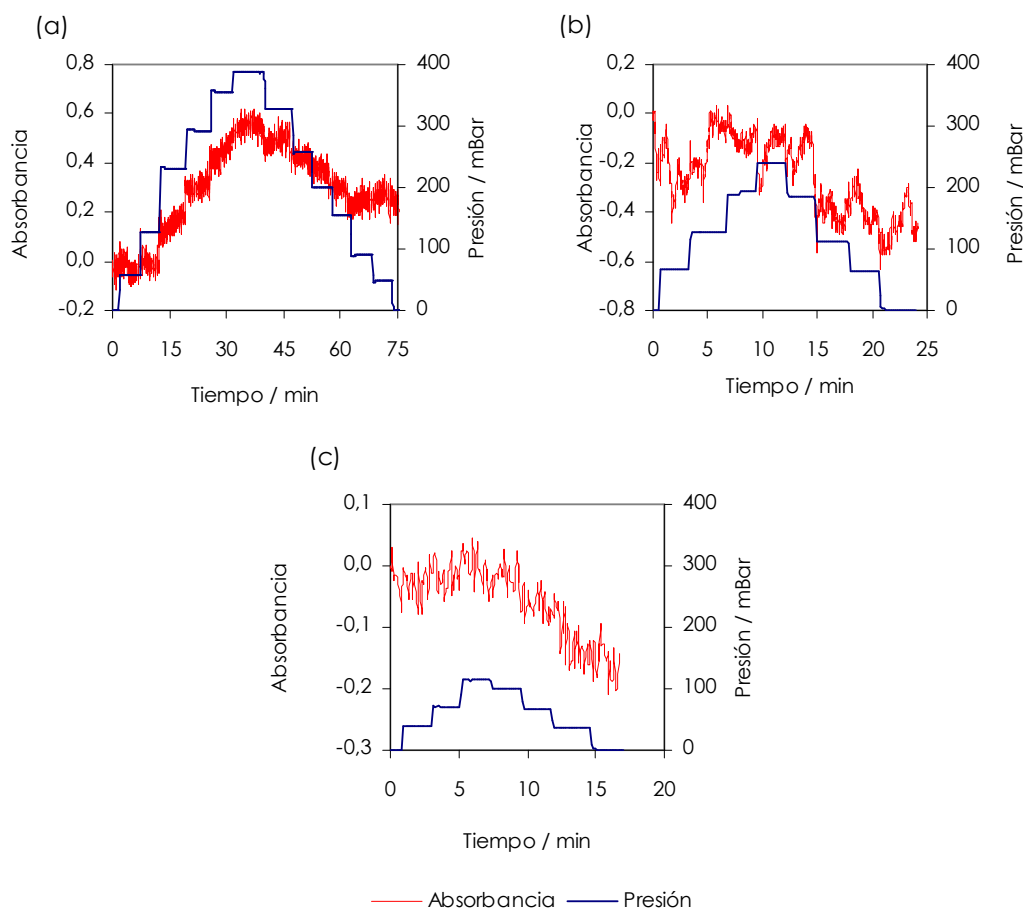 (a)
0,8
0,6
0,4
0,2
0,0
-0,2
Absorbancia
400
300
200
100
0
Presión / mBar
0 15 30 45 60 75
Tiempo / min
(b)
0,2
0,0
-0,2
-0,4
-0,6
-0,8
Absorbancia
400
300
200
100
0
Presión / mBar
0 5 10 15 20 25
Tiempo / min
(c)
0,1
0,0
-0,1
-0,2
-0,3
Absorbancia
400
300
200
100
0
Presión / mBar
0 5 10 15 20
Tiempo / min
Absorbancia Presión